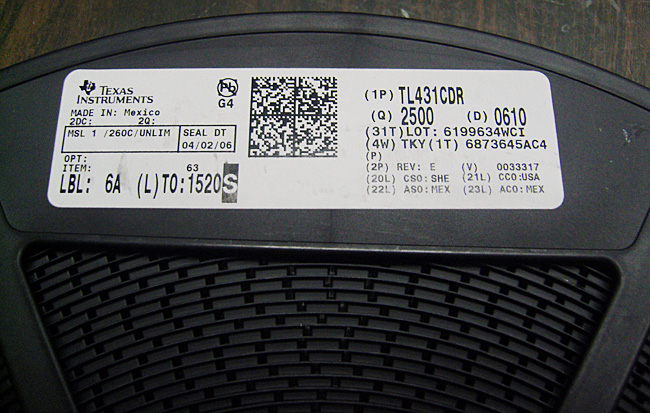 TEXAS
INSTRUMENTS
MADE IN: Mexico
2DC: 2Q:
MSL 1 /260C/UNLIM
SEAL DT
04/02/06
OPT:
ITEM: 63
LBL: 6A (L)TO:1520S
Pb
G4
(1P) TL431CDR
(Q) 2500 (D) 0610
(31T)LOT: 6199634WCI
(4W) TKY(1T) 6873645AC4
(P)
(2P) REV: E (V) 0033317
(20L) CSO:SHE (21L) CCO:USA
(22L) ASO:MEX (23L) ACO:MEX